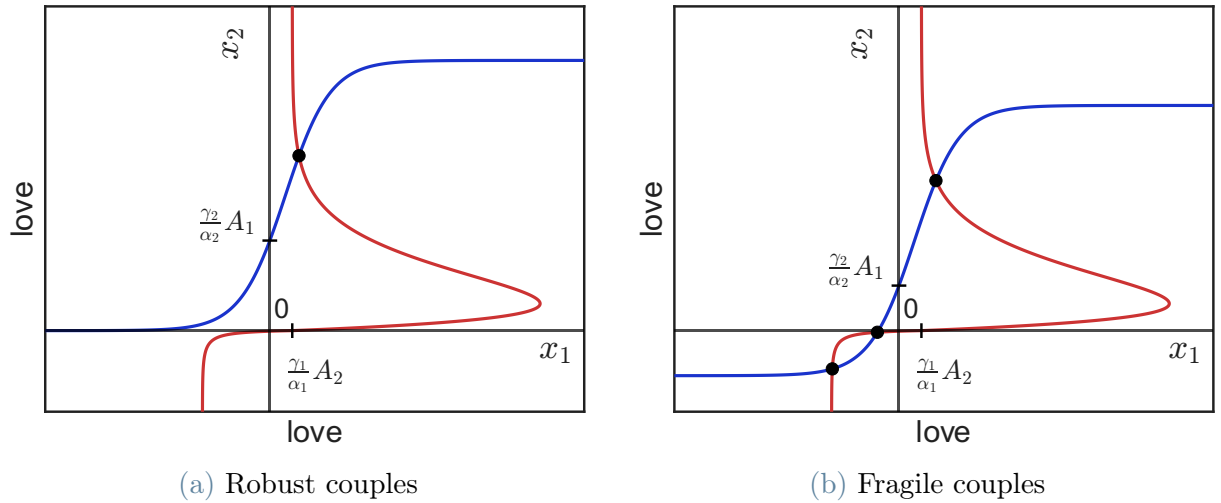 x₂
love
γ₂/α₂ A₁
0
x₁
γ₁/α₁ A₂
love
(a) Robust couples
x₂
love
γ₂/α₂ A₁
0
x₁
γ₁/α₁ A₂
love
(b) Fragile couples